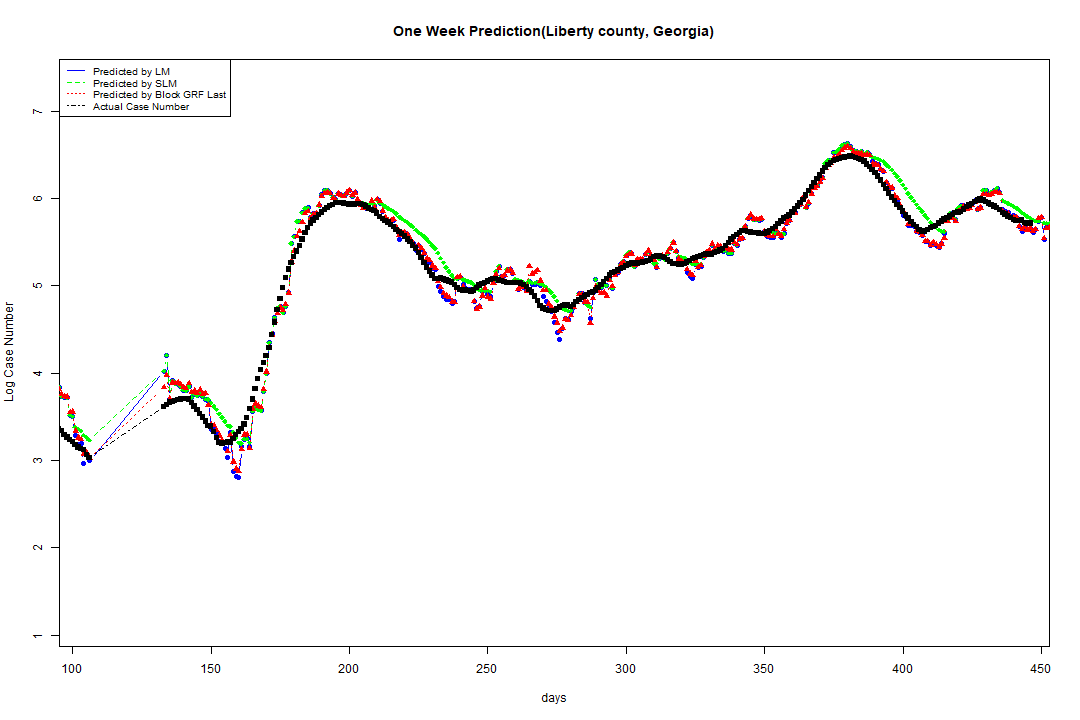 One Week Prediction(Liberty county, Georgia)
Predicted by LM
Predicted by SLM
Predicted by Block GRF Last
Actual Case Number
7
6
5
4
3
2
1
Log Case Number
100 150 200 250 300 350 400 450
days